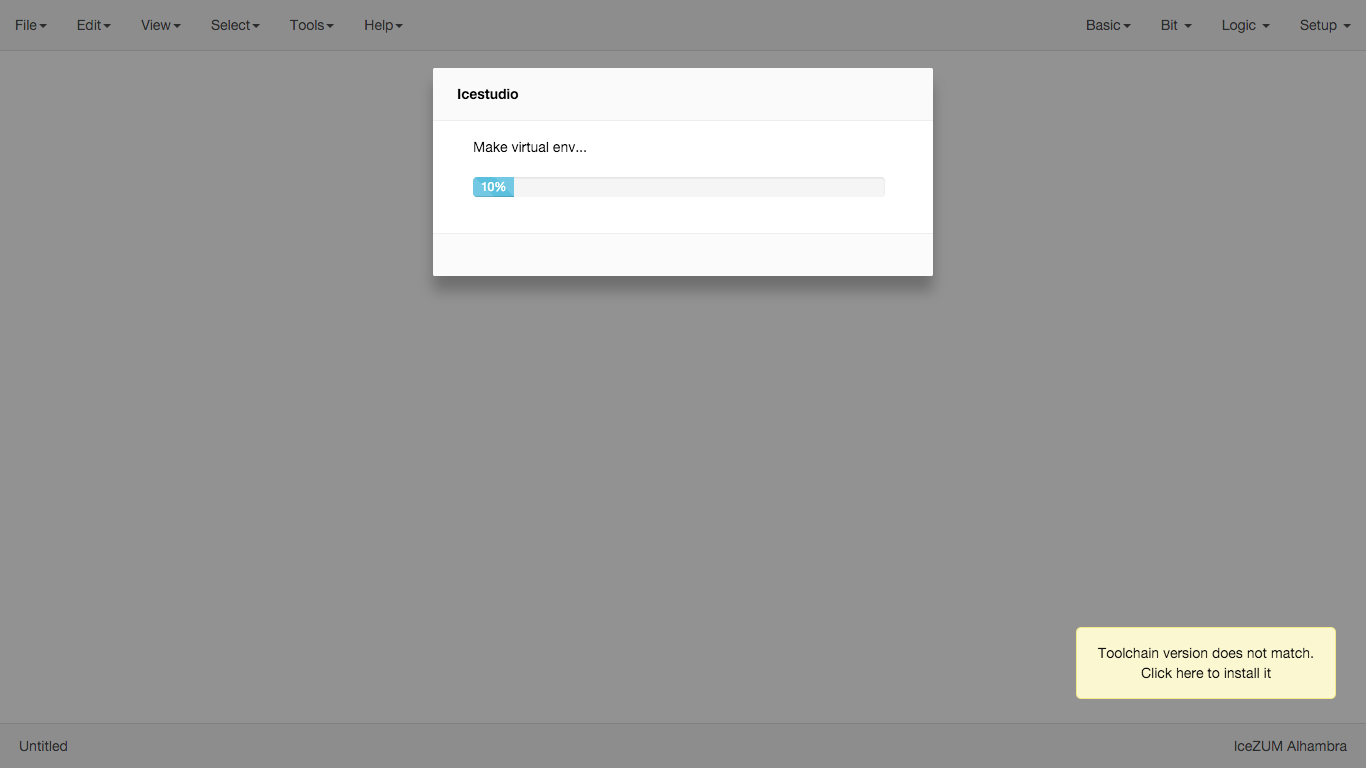 File Edit View Select Tools Help Basic Bit Logic Setup
Icestudio
Make virtual env...
10%
Toolchain version does not match.
Click here to install it
Untitled IceZUM Alhambra